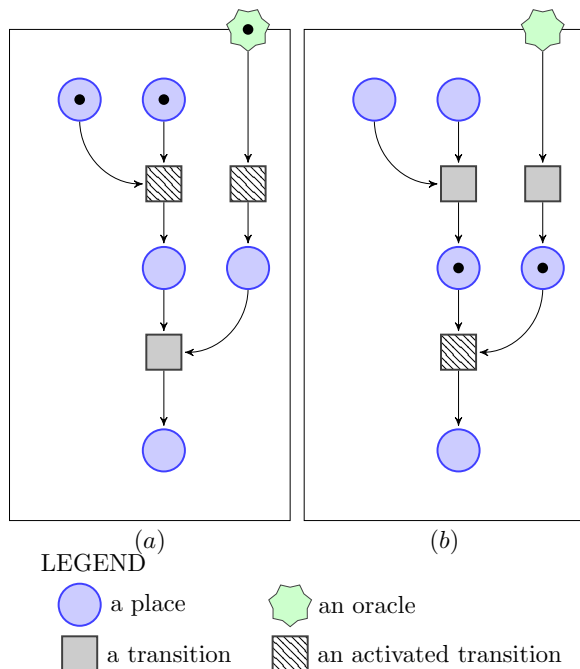 (a) (b)
LEGEND
a place an oracle
a transition an activated transition